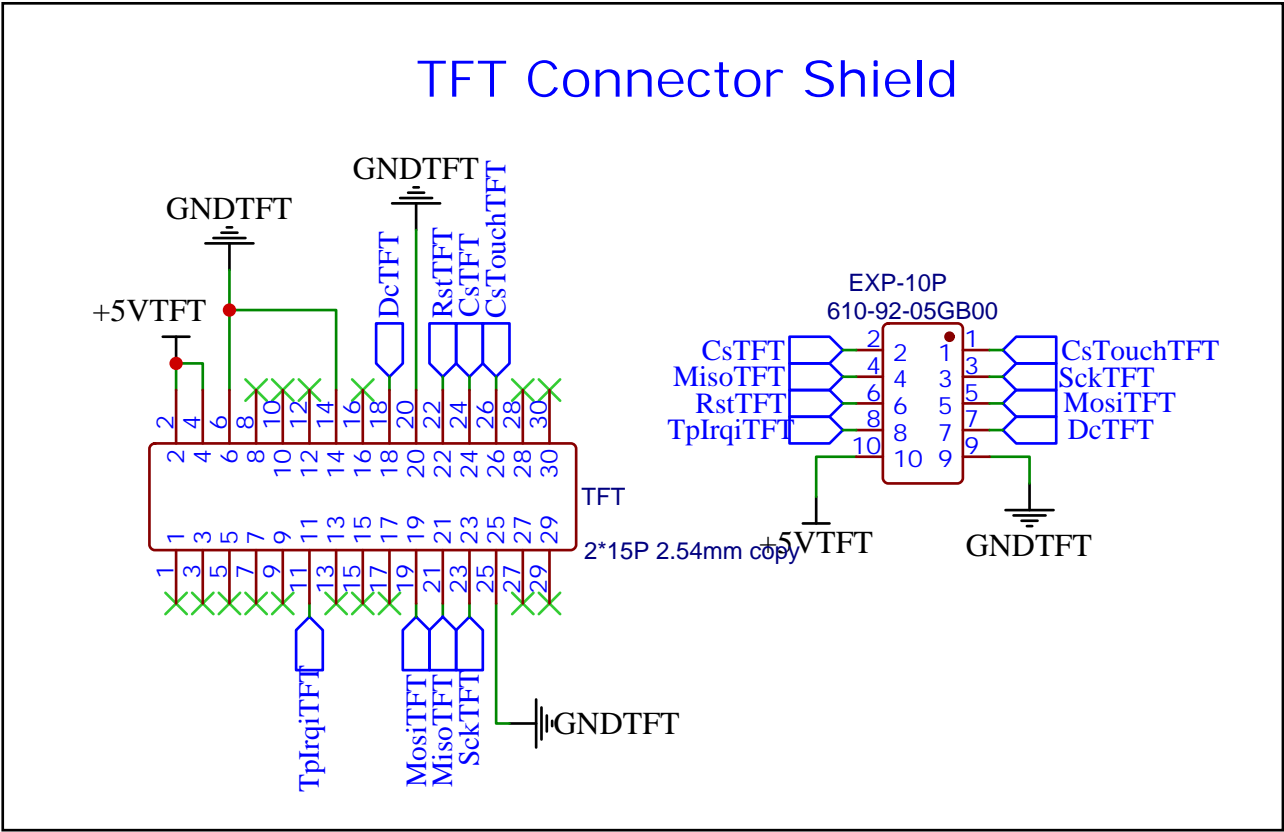 TFT Connector Shield
GNDTFT
GNDTFT
+5VTFT
DcTFT
RstTFT
CsTFT
CsTouchTFT
2 4 6 8 10 12 14 16 18 20 22 24 26 28 30
2 4 6 8 10 12 14 16 18 20 22 24 26 28 30
TFT
1 3 5 7 9 11 13 15 17 19 21 23 25 27 29
2*15P 2.54mm copy
1 3 5 7 9 11 13 15 17 19 21 23 25 27 29
TpIrqiTFT
MosiTFT
MisoTFT
SckTFT
GNDTFT
EXP-10P
610-92-05GB00
CsTFT 2 2 1 1 CsTouchTFT
MisoTFT 4 4 3 3 SckTFT
RstTFT 6 6 5 5 MosiTFT
TpIrqiTFT 8 8 7 7 DcTFT
10 10 9 9
+5VTFT
GNDTFT